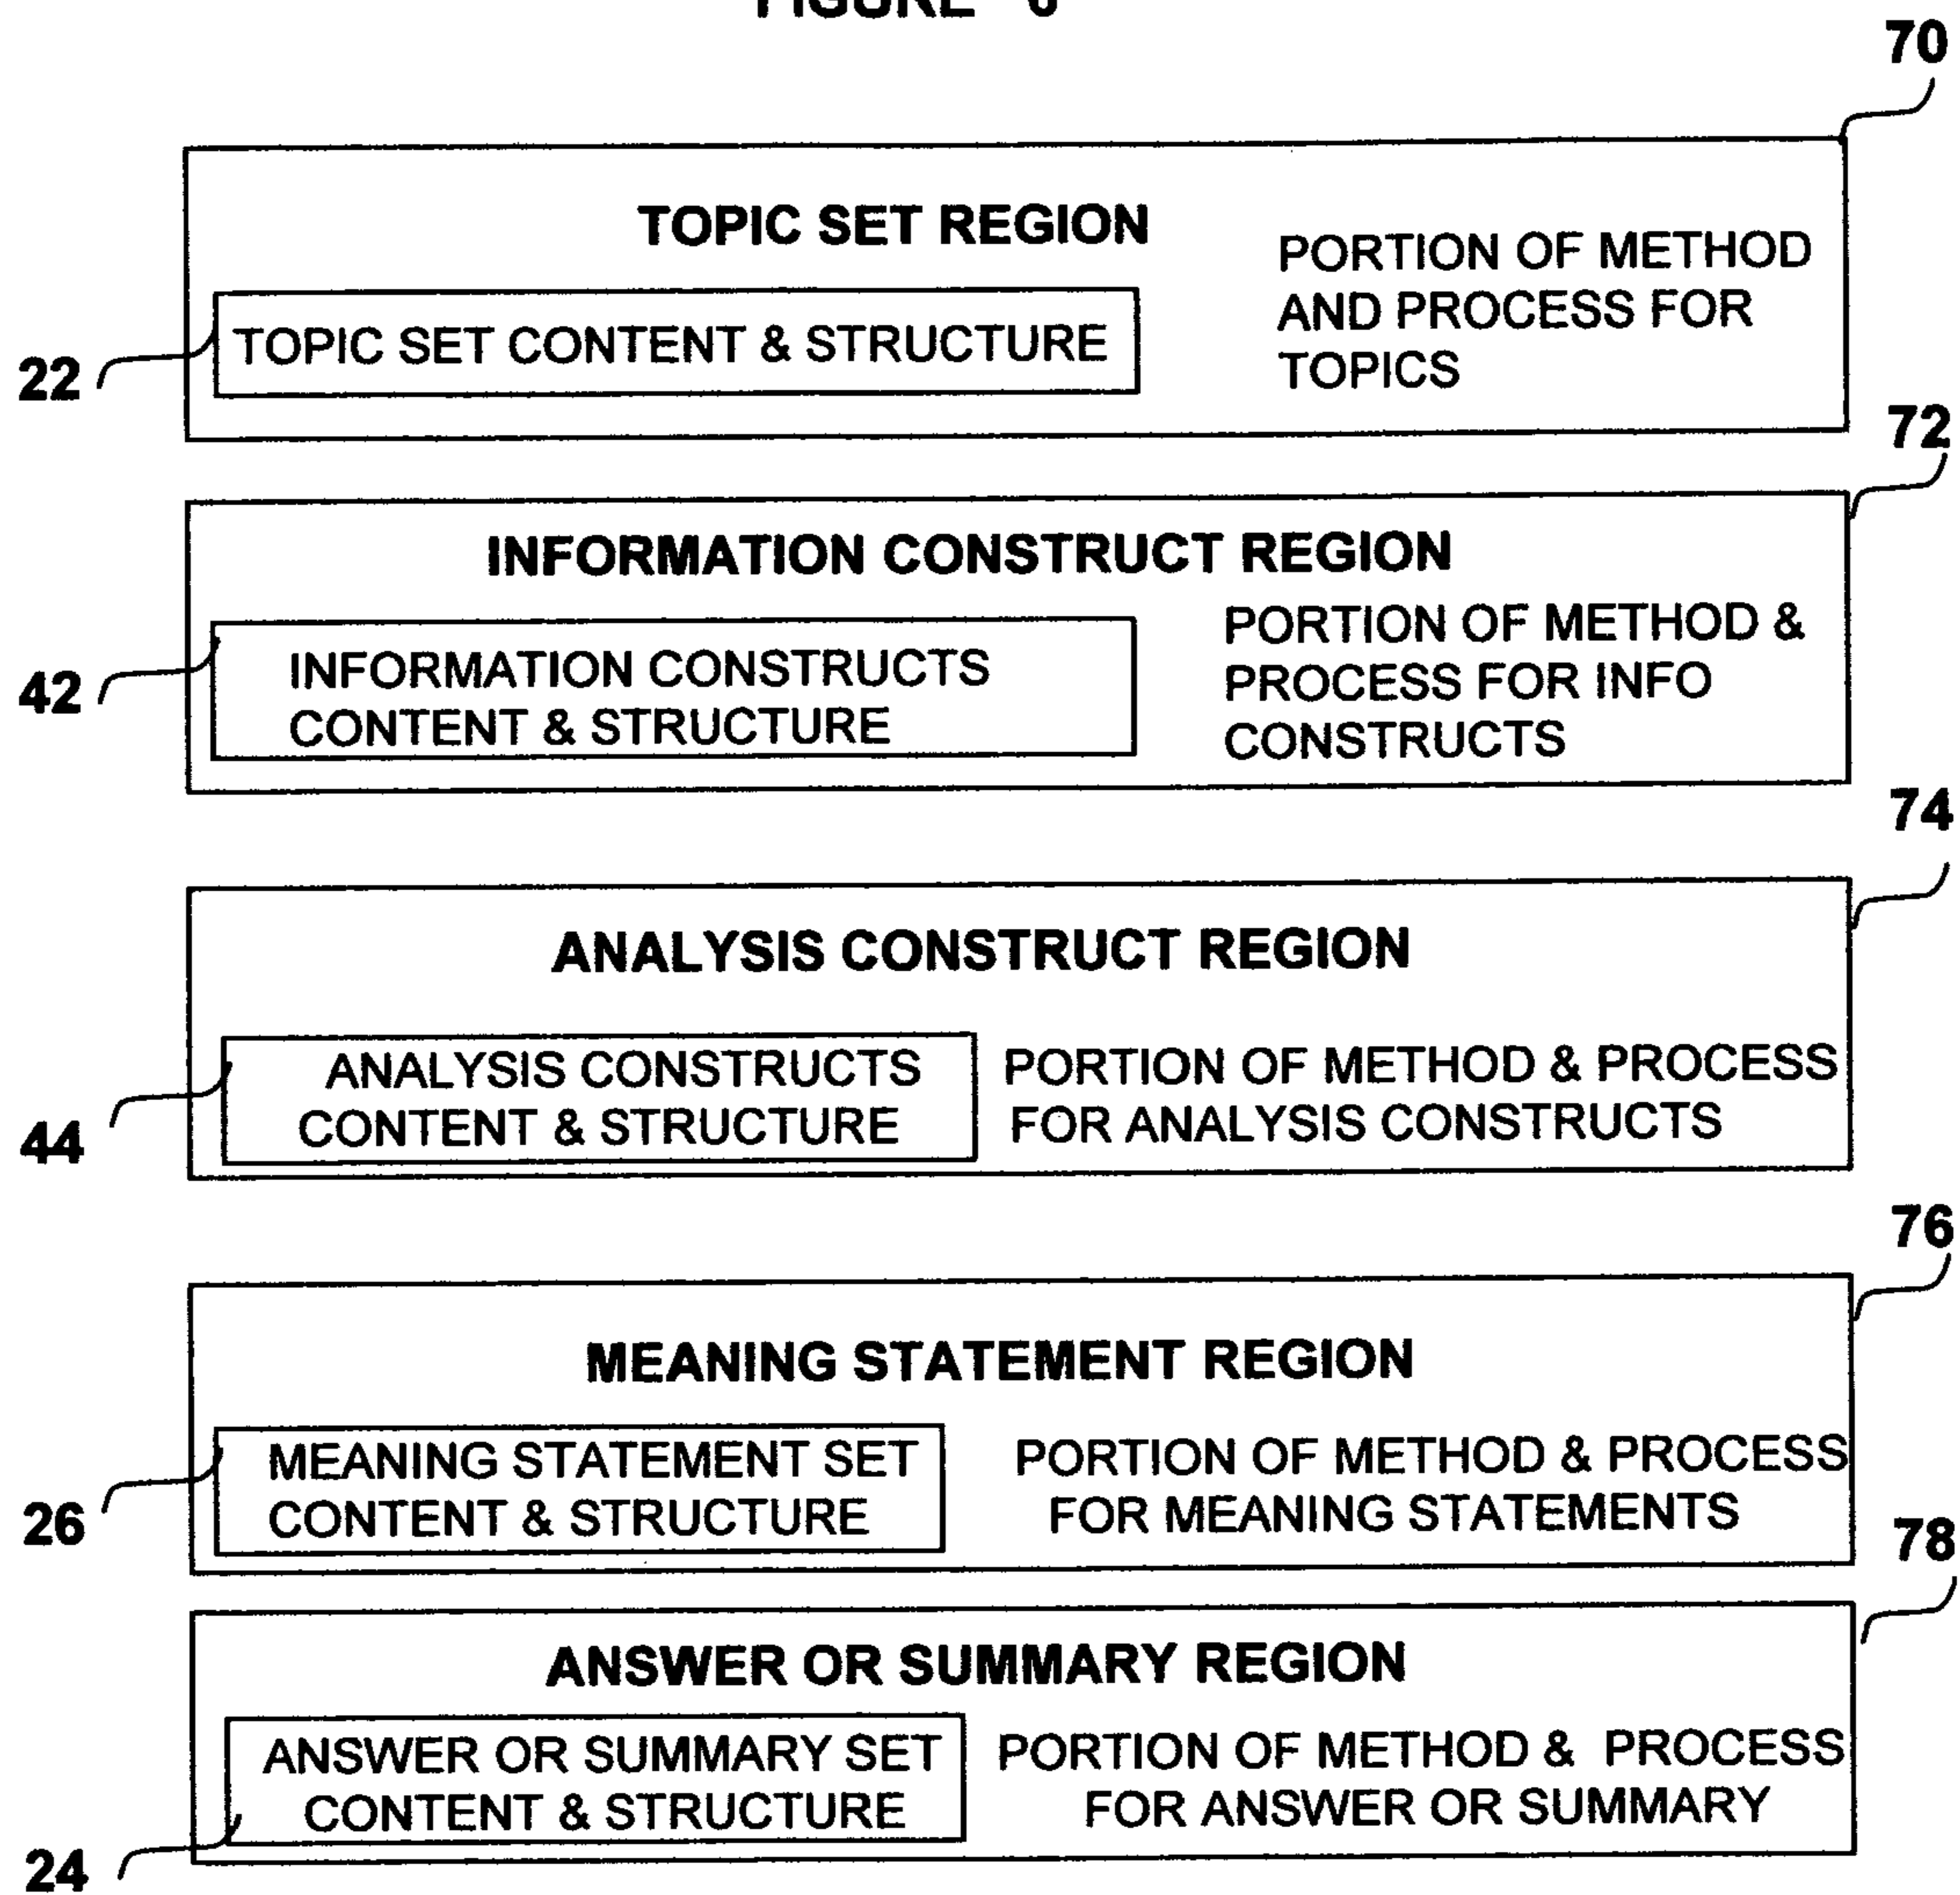 FIGURE
70
TOPIC SET REGION
PORTION OF METHOD
AND PROCESS FOR
TOPICS
TOPIC SET CONTENT & STRUCTURE
22
72
INFORMATION CONSTRUCT REGION
PORTION OF METHOD &
PROCESS FOR INFO
CONSTRUCTS
INFORMATION CONSTRUCTS
CONTENT & STRUCTURE
42
74
ANALYSIS CONSTRUCT REGION
ANALYSIS CONSTRUCTS
CONTENT & STRUCTURE
PORTION OF METHOD & PROCESS
FOR ANALYSIS CONSTRUCTS
44
76
MEANING STATEMENT REGION
MEANING STATEMENT SET
CONTENT & STRUCTURE
PORTION OF METHOD & PROCESS
FOR MEANING STATEMENTS
26
78
ANSWER OR SUMMARY REGION
ANSWER OR SUMMARY SET
CONTENT & STRUCTURE
PORTION OF METHOD & PROCESS
FOR ANSWER OR SUMMARY
24